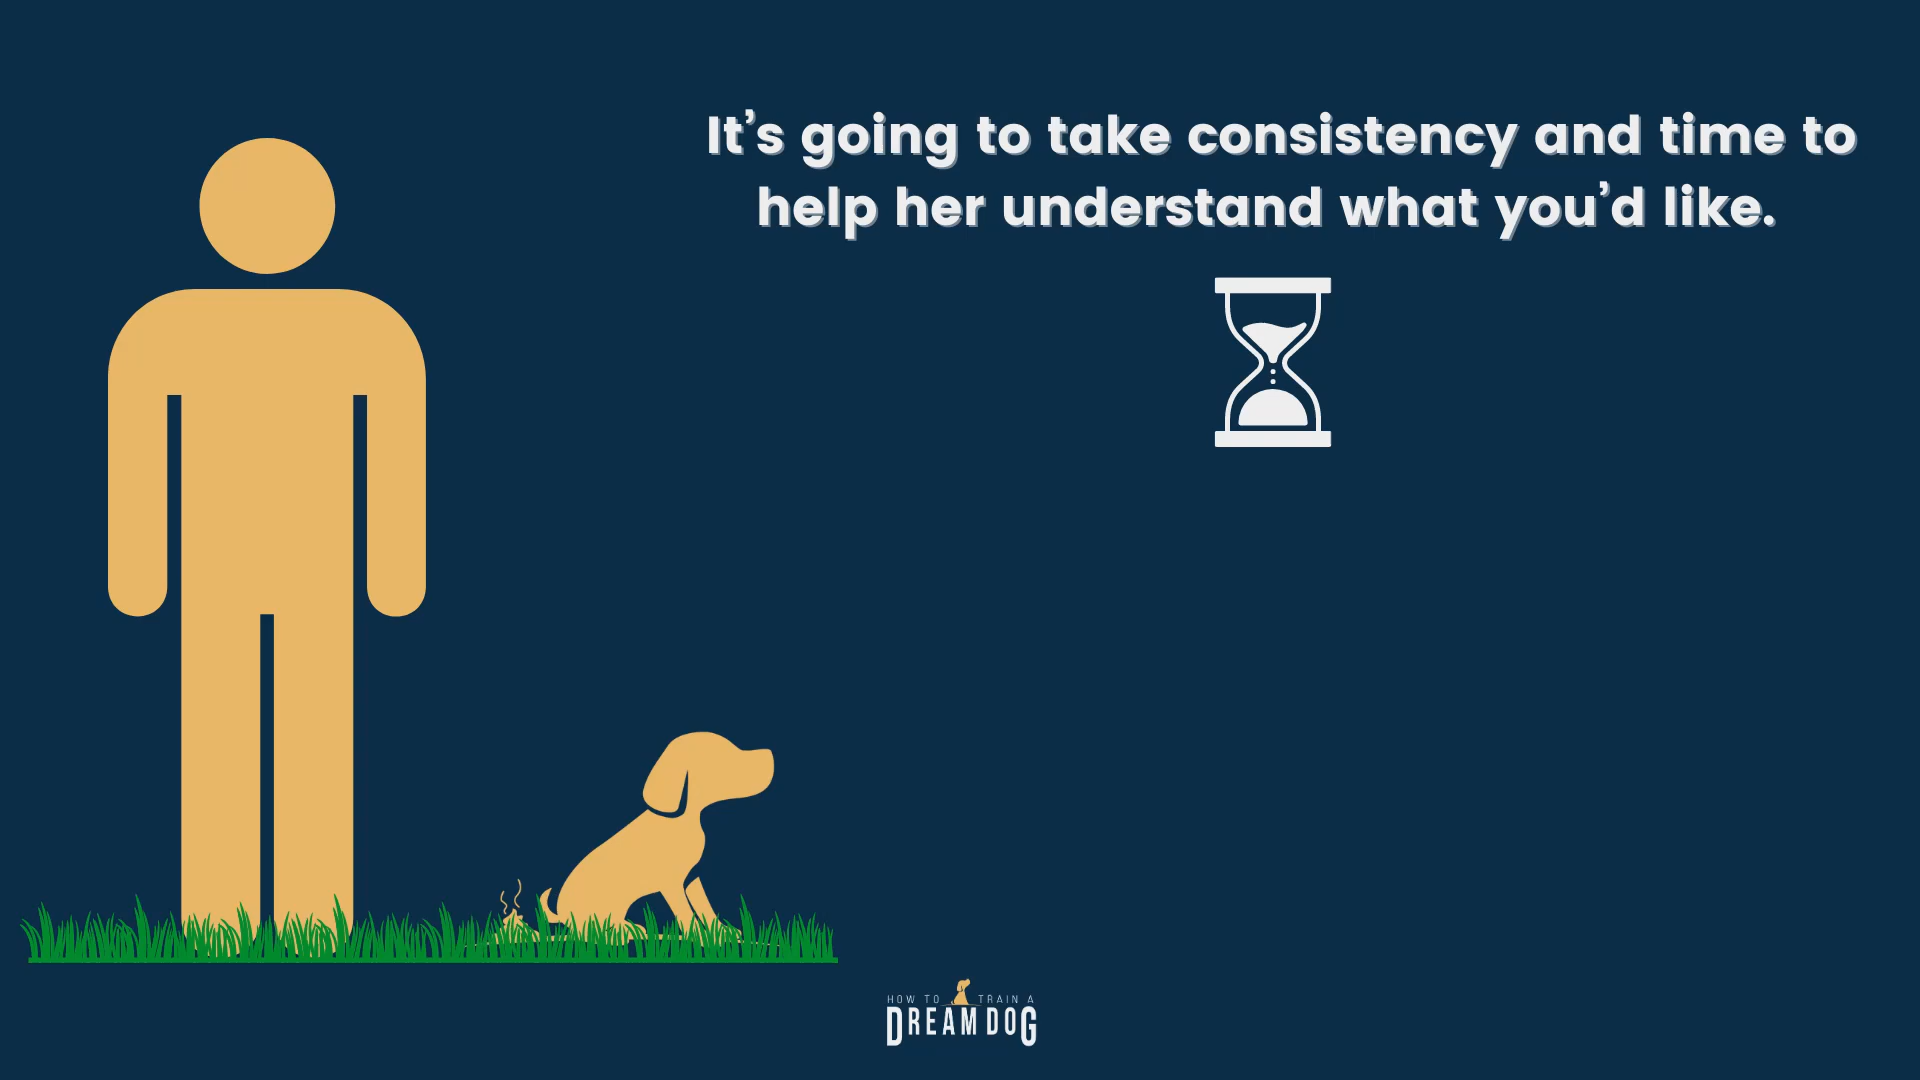 It’s going to take consistency and time to
help her understand what you’d like.
HOW TO TRAIN A
DREAM DOG